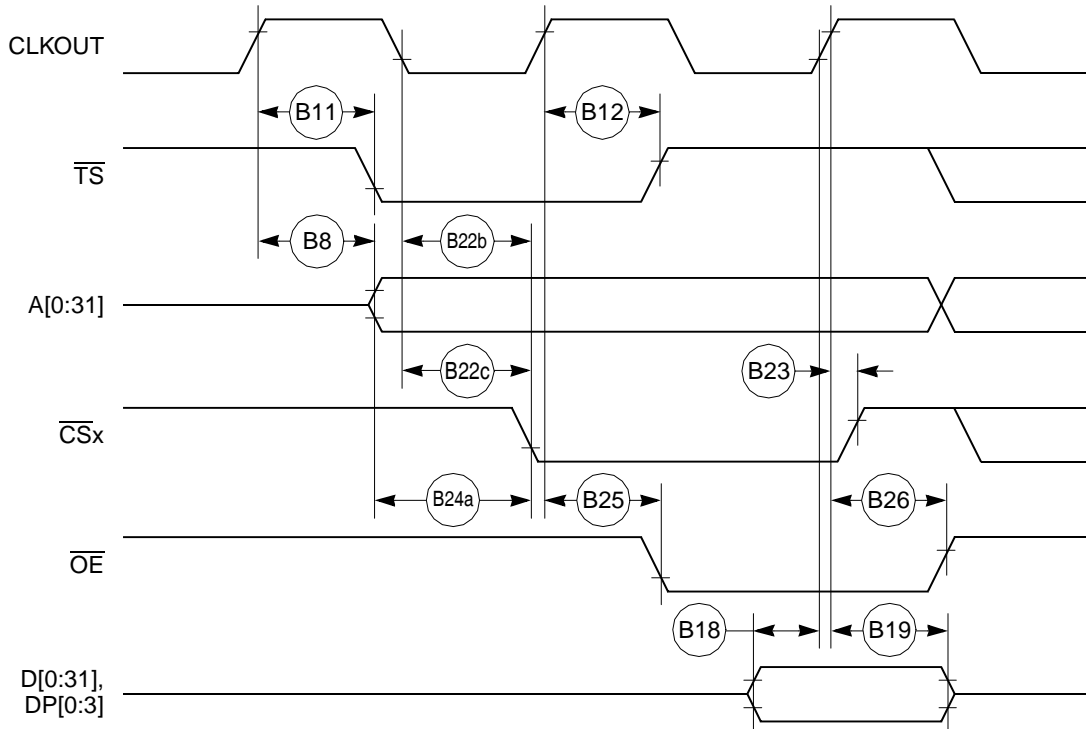 CLKOUT
B11
B12
TS
B8
B22b
A[0:31]
B22c
B23
CSx
B24a
B25
B26
OE
B18
B19
D[0:31],
DP[0:3]